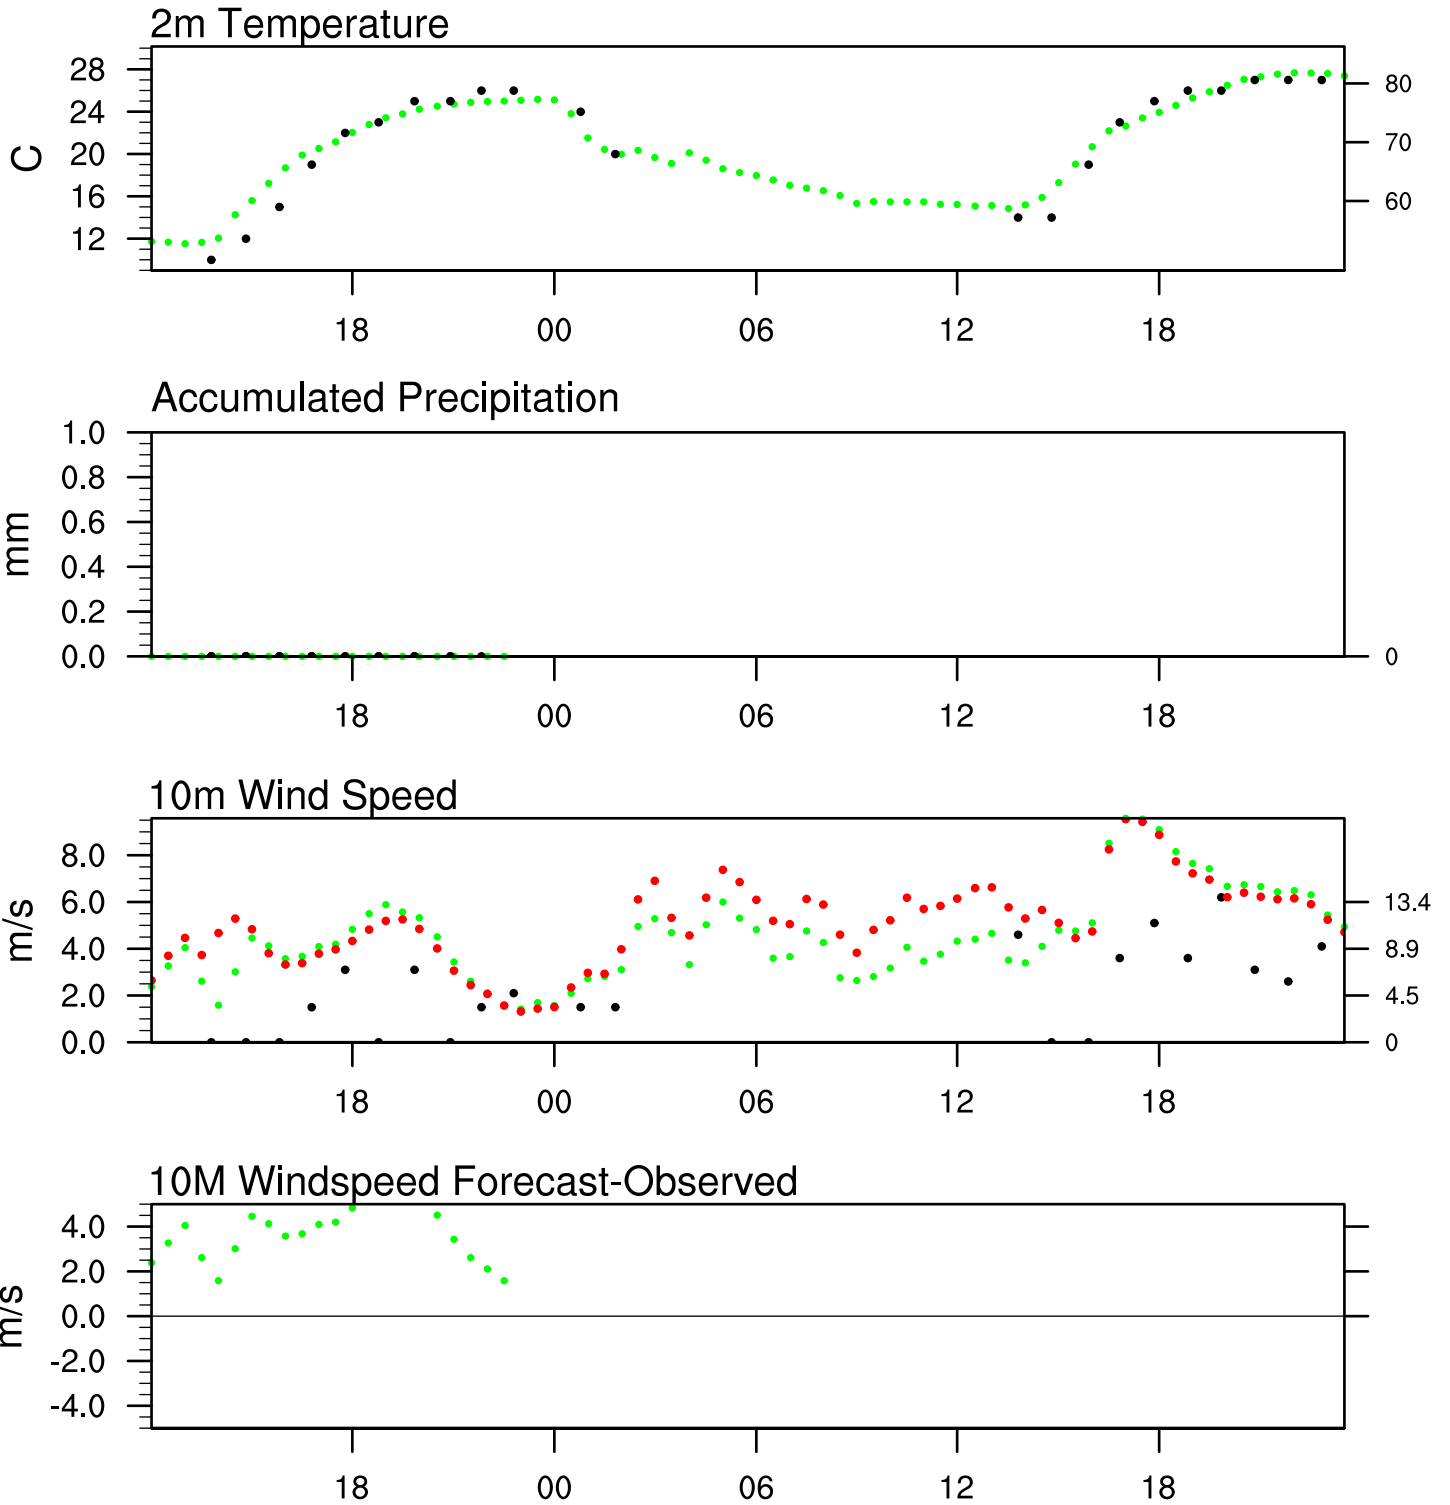 2m Temperature
28
24
20
16
12
C
80
70
60
18 00 06 12 18
Accumulated Precipitation
1.0
0.8
0.6
0.4
0.2
0.0
mm
0
18 00 06 12 18
10m Wind Speed
8.0
6.0
4.0
2.0
0.0
m/s
13.4
8.9
4.5
0
18 00 06 12 18
10M Windspeed Forecast-Observed
4.0
2.0
0.0
-2.0
-4.0
m/s
18 00 06 12 18